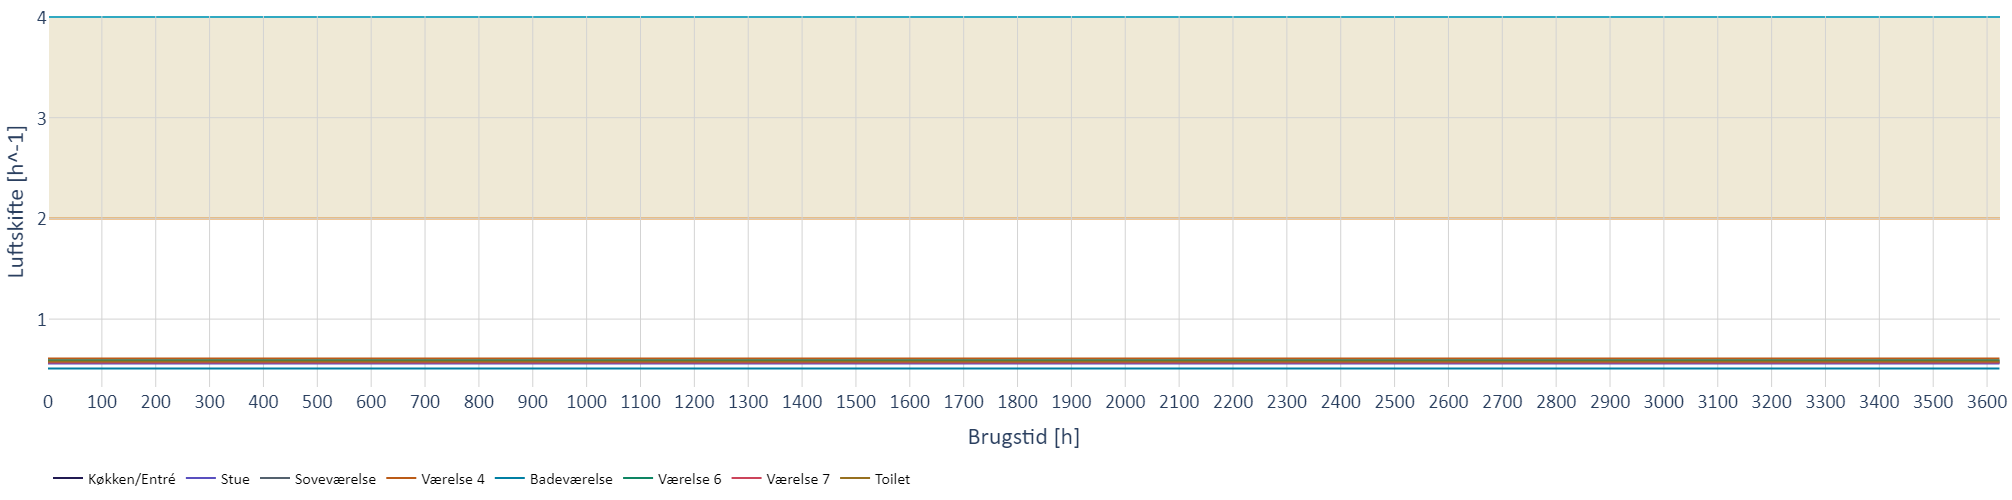 4
3
2
1
Luftskifte [h^-1]
0 100 200 300 400 500 600 700 800 900 1000 1100 1200 1300 1400 1500 1600 1700 1800 1900 2000 2100 2200 2300 2400 2500 2600 2700 2800 2900 3000 3100 3200 3300 3400 3500 3600
Brugstid [h]
Køkken/Entré Stue Soveværelse Værelse 4 Badeværelse Værelse 6 Værelse 7 Toilet